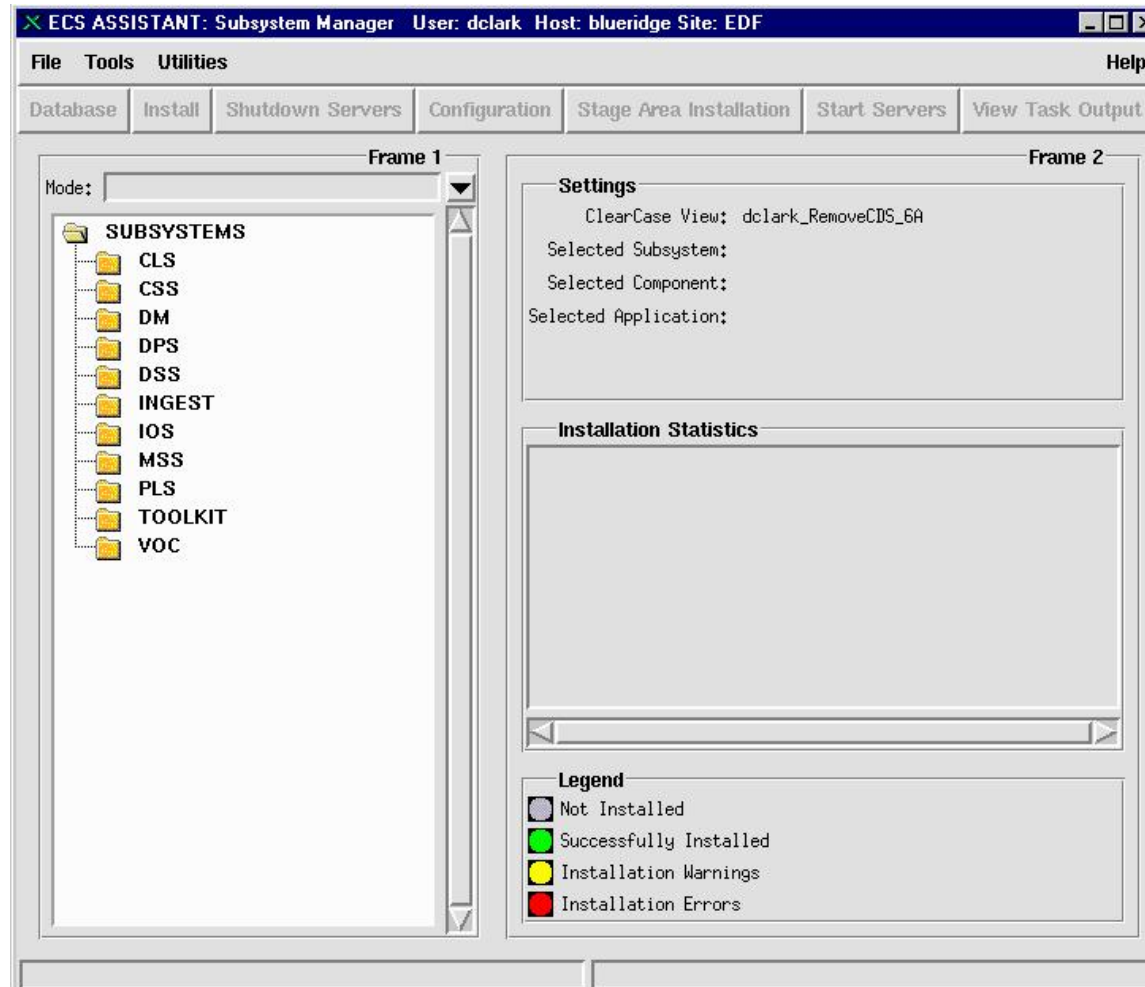 ECS ASSISTANT: Subsystem Manager User: dclark Host: blueridge Site: EDF
File Tools Utilities Help
Database Install Shutdown Servers Configuration Stage Area Installation Start Servers View Task Output
Frame 1
Mode:
SUBSYSTEMS
CLS
CSS
DM
DPS
DSS
INGEST
IOS
MSS
PLS
TOOLKIT
VOC
Frame 2
Settings
ClearCase View: dclark_RemoveCDS_6A
Selected Subsystem:
Selected Component:
Selected Application:
Installation Statistics
Legend
Not Installed
Successfully Installed
Installation Warnings
Installation Errors